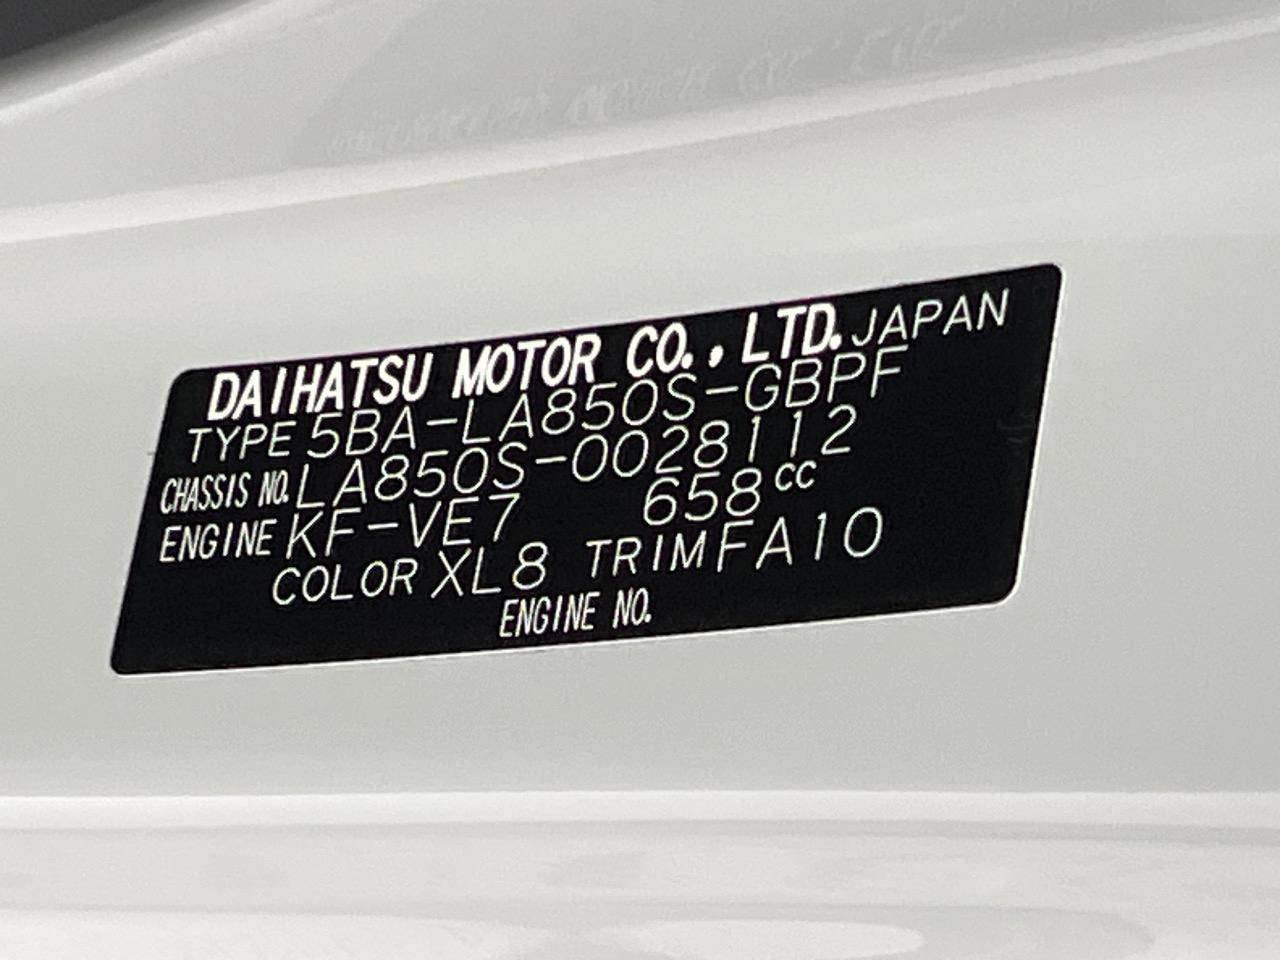 DAIHATSU MOTOR CO., LTD. JAPAN
TYPE 5BA-LA850S-GBPF
CHASSIS NO. LA850S-0028112
ENGINE KF-VE7 658cc
COLOR XL8 TRIM FA10
ENGINE NO.